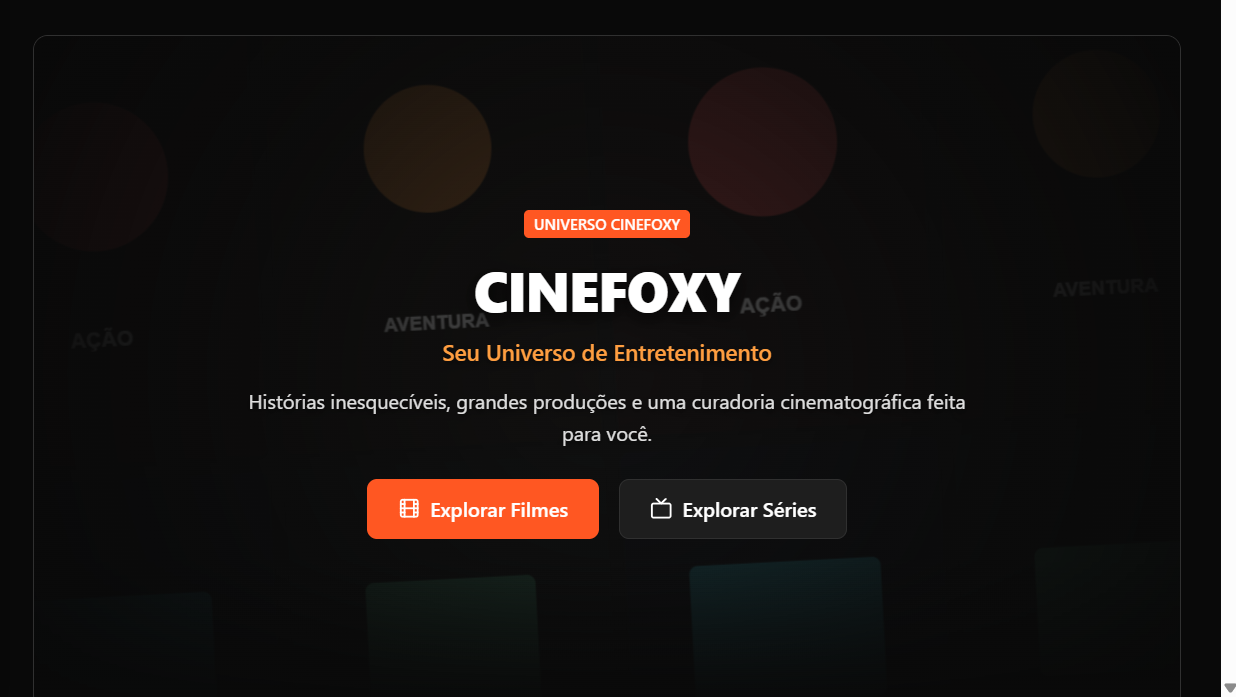 UNIVERSO CINEFOXY
CINEFOXY
AVENTURA
AÇÃO
AVENTURA
AÇÃO
Seu Universo de Entretenimento
Histórias inesquecíveis, grandes produções e uma curadoria cinematográfica feita
para você.
Explorar Filmes
Explorar Séries